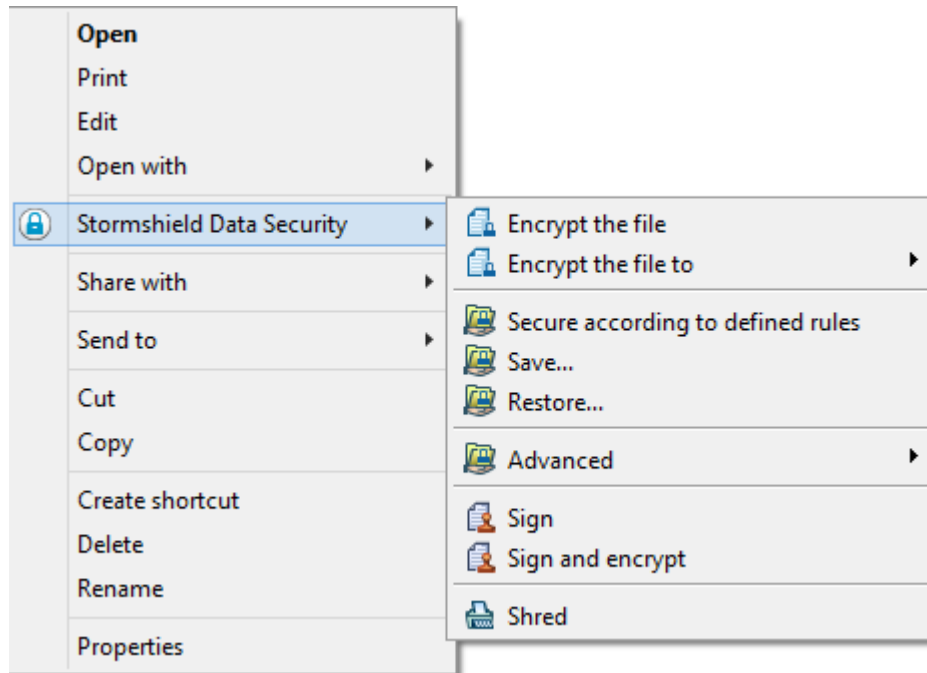 Open
Print
Edit
Open with
Stormshield Data Security
Share with
Send to
Cut
Copy
Create shortcut
Delete
Rename
Properties
Encrypt the file
Encrypt the file to
Secure according to defined rules
Save...
Restore...
Advanced
Sign
Sign and encrypt
Shred